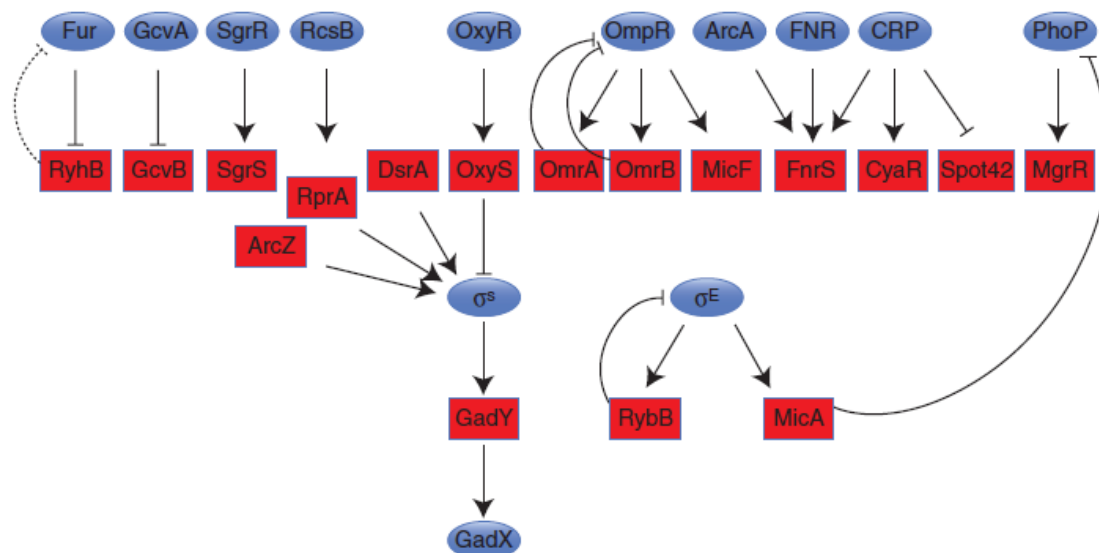 Fur GcvA SgrR RcsB OxyR OmpR ArcA FNR CRP PhoP
RyhB GcvB SgrS DsrA OxyS OmrA OmrB MicF FnrS CyaR Spot42 MgrR
RprA
ArcZ
σs σE
GadY RybB MicA
GadX